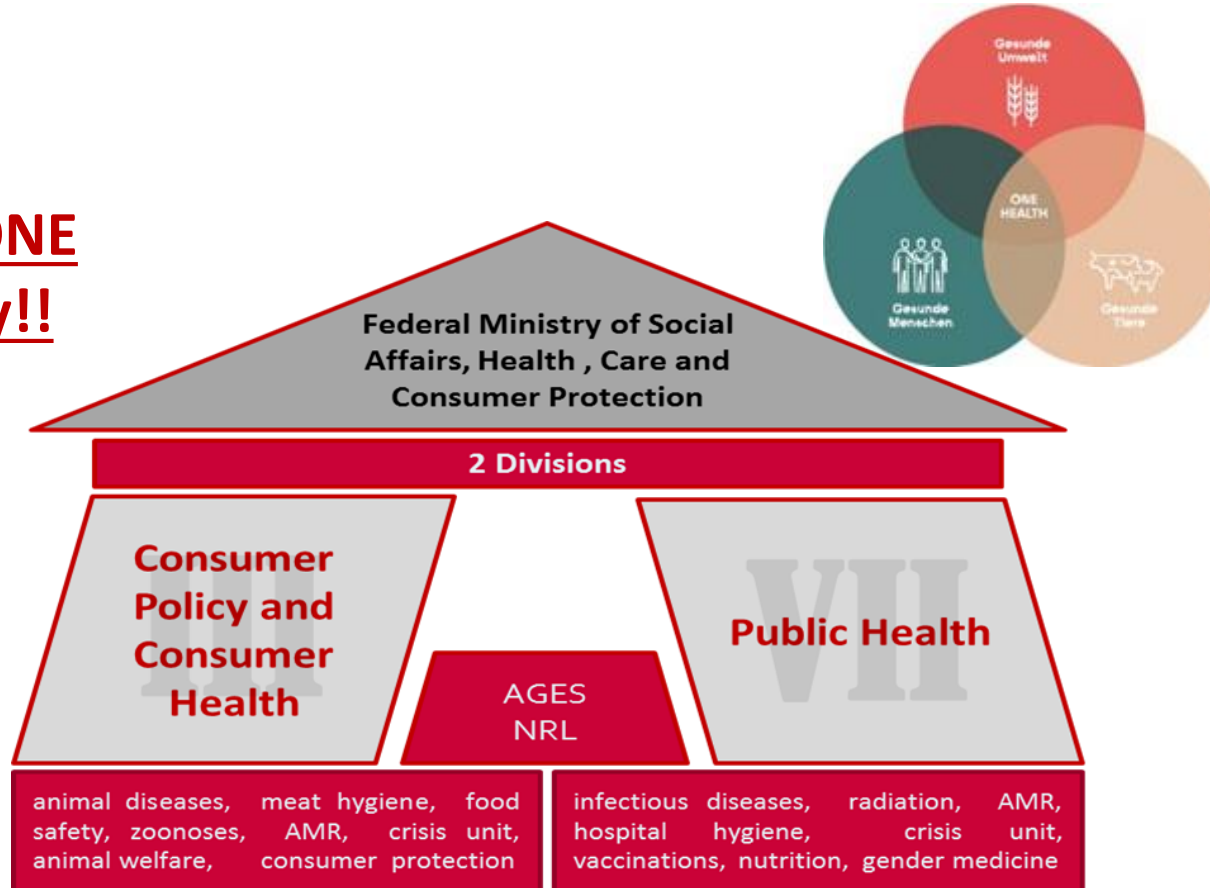 Gesunde
Umwelt
ONE
HEALTH
Gesunde
Menschen
Gesunde
Tiere
ONE
y!!
Federal Ministry of Social
Affairs, Health , Care and
Consumer Protection
2 Divisions
III
Consumer
Policy and
Consumer
Health
AGES
NRL
VII
Public Health
animal diseases, meat hygiene, food
safety, zoonoses, AMR, crisis unit,
animal welfare, consumer protection
infectious diseases, radiation, AMR,
hospital hygiene, crisis unit,
vaccinations, nutrition, gender medicine